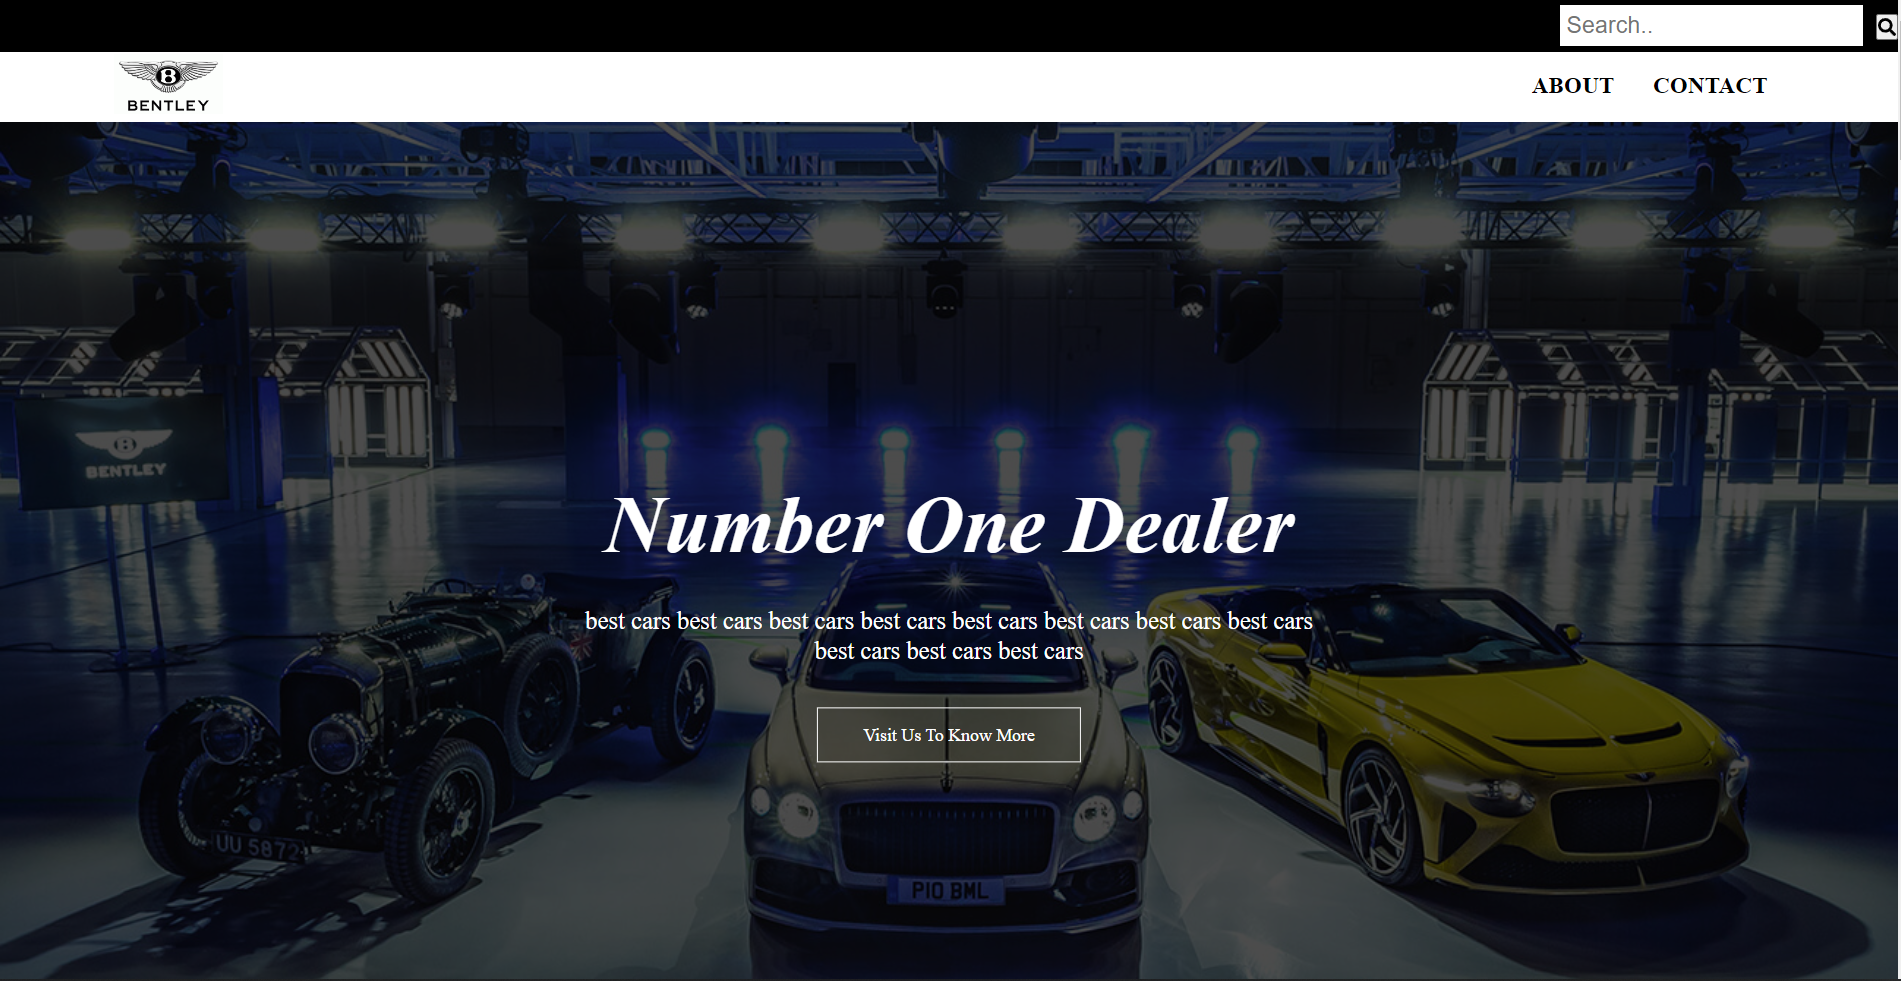 Search..
B
BENTLEY
ABOUT
CONTACT
B
BENTLEY
Number One Dealer
best cars best cars best cars best cars best cars best cars best cars best cars
best cars best cars best cars
Visit Us To Know More
UU 5872
P10 BML